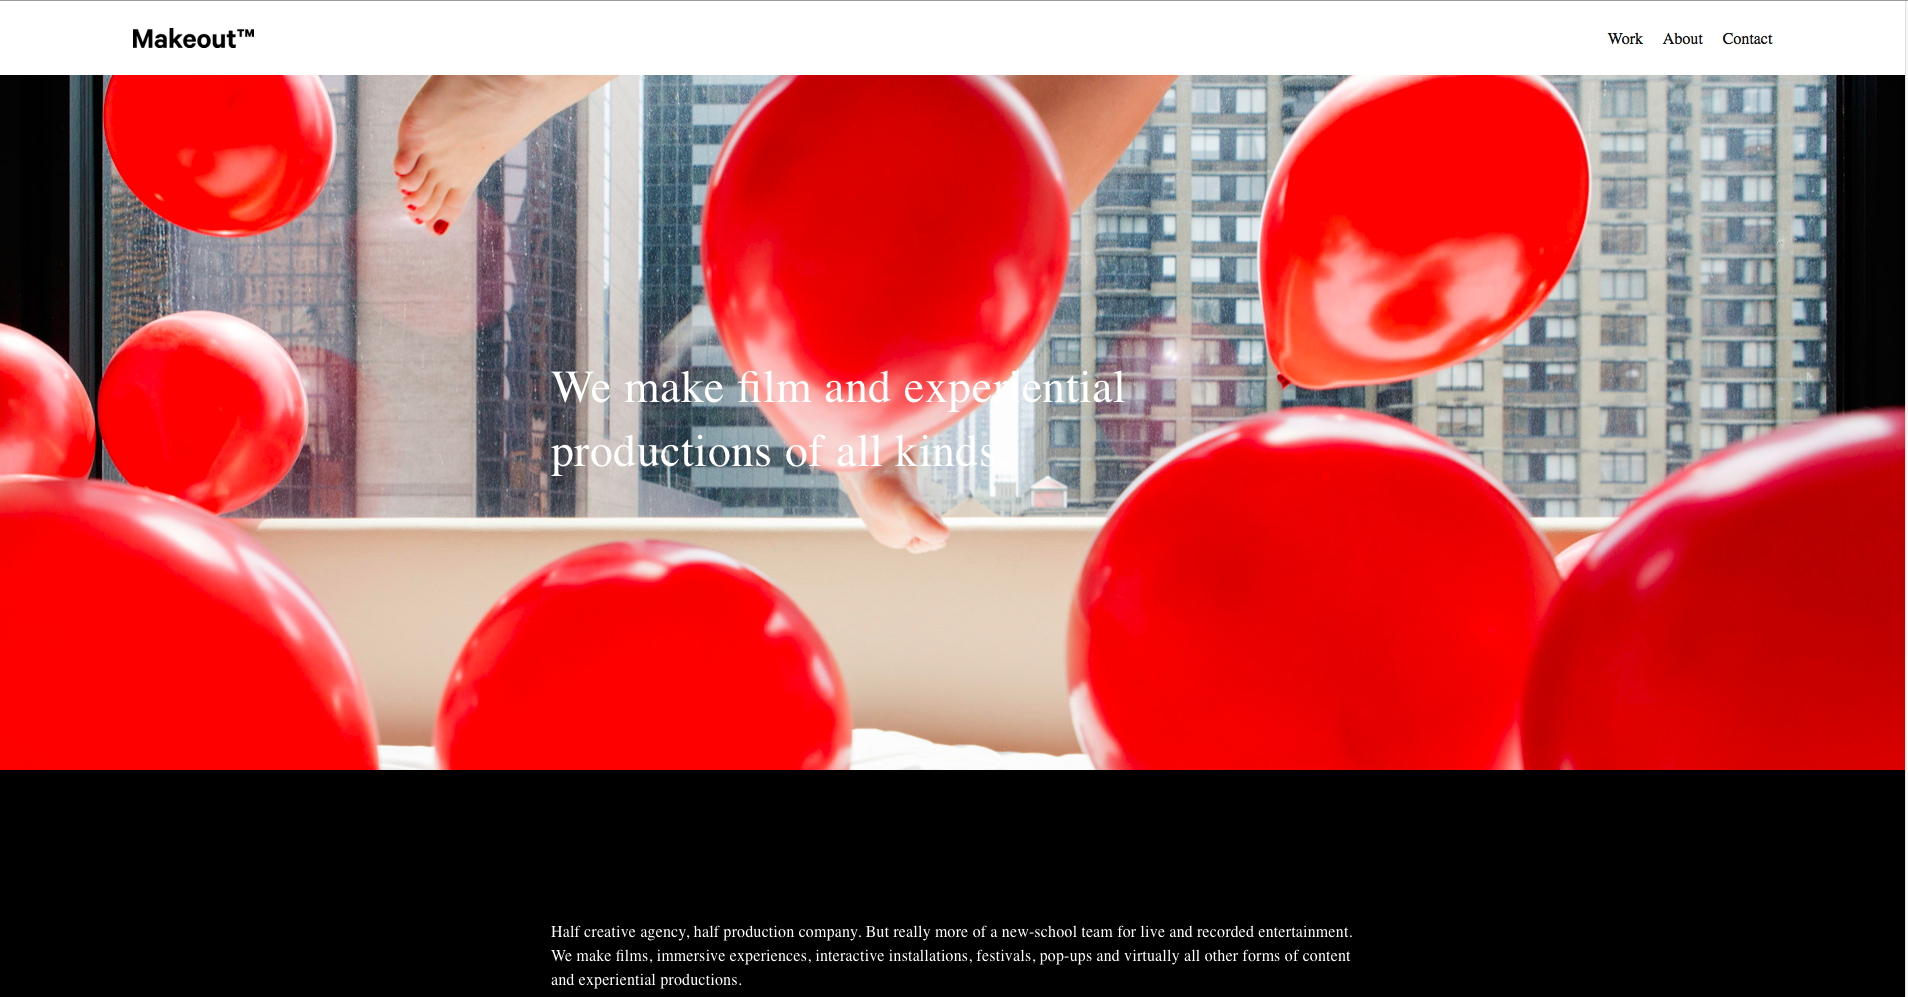 Makeout™
Work About Contact
We make film and experiential
productions of all kinds.
Half creative agency, half production company. But really more of a new-school team for live and recorded entertainment.
We make films, immersive experiences, interactive installations, festivals, pop-ups and virtually all other forms of content
and experiential productions.